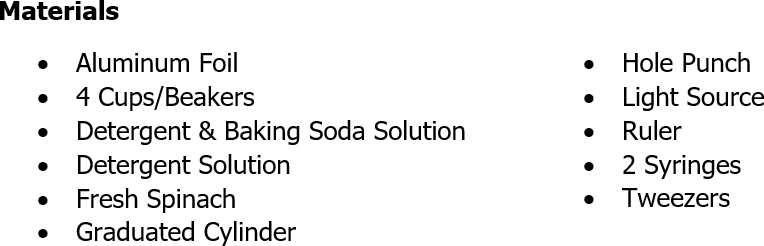 Materials
• Aluminum Foil
• 4 Cups/Beakers
• Detergent & Baking Soda Solution
• Detergent Solution
• Fresh Spinach
• Graduated Cylinder
• Hole Punch
• Light Source
• Ruler
• 2 Syringes
• Tweezers